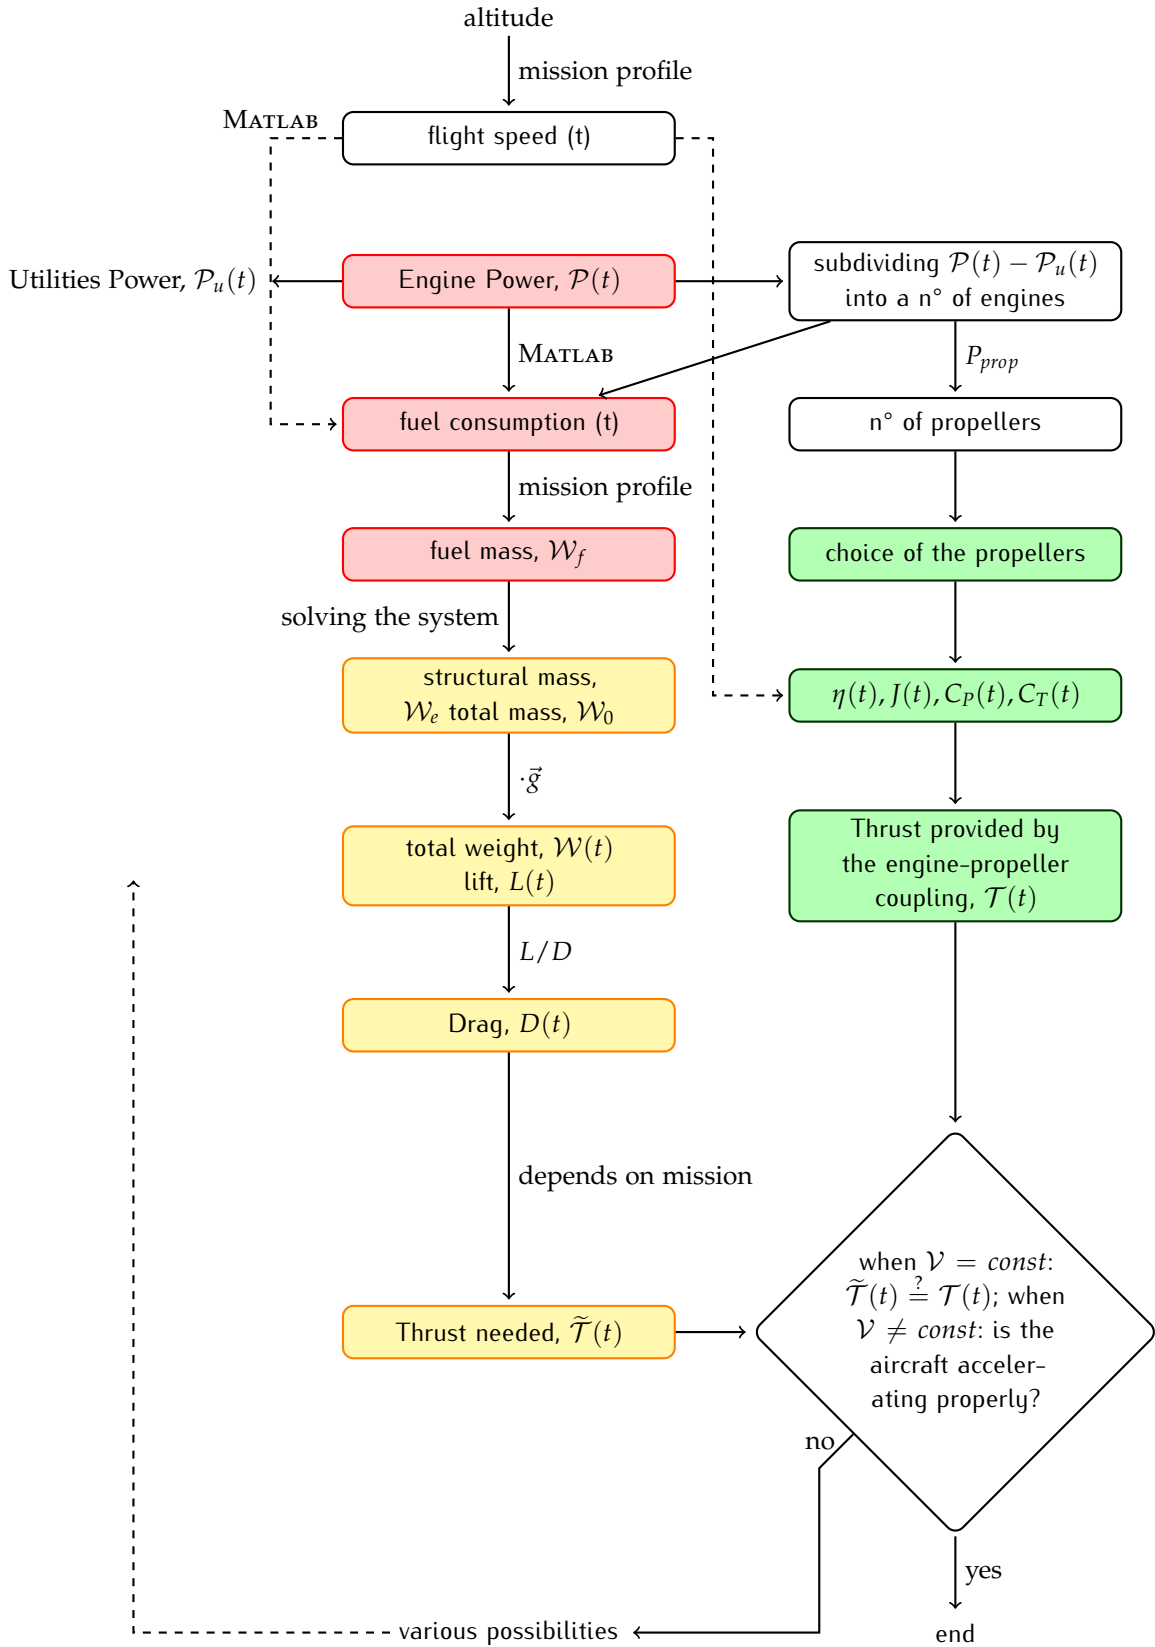 altitude
mission profile
MATLAB
flight speed (t)
Utilities Power, 𝒫ᵤ(t)
Engine Power, 𝒫(t)
subdividing 𝒫(t) − 𝒫ᵤ(t)
into a n° of engines
MATLAB
P_prop
fuel consumption (t)
n° of propellers
mission profile
fuel mass, 𝒲_f
choice of the propellers
solving the system
structural mass,
𝒲_e total mass, 𝒲₀
η(t), J(t), C_P(t), C_T(t)
·g⃗
total weight, 𝒲(t)
lift, L(t)
Thrust provided by
the engine-propeller
coupling, 𝒯(t)
L/D
Drag, D(t)
depends on mission
when 𝒱 = const:
𝒯̃(t) ≟ 𝒯(t); when
𝒱 ≠ const: is the
aircraft acceler-
ating properly?
Thrust needed, 𝒯̃(t)
no
yes
various possibilities
end